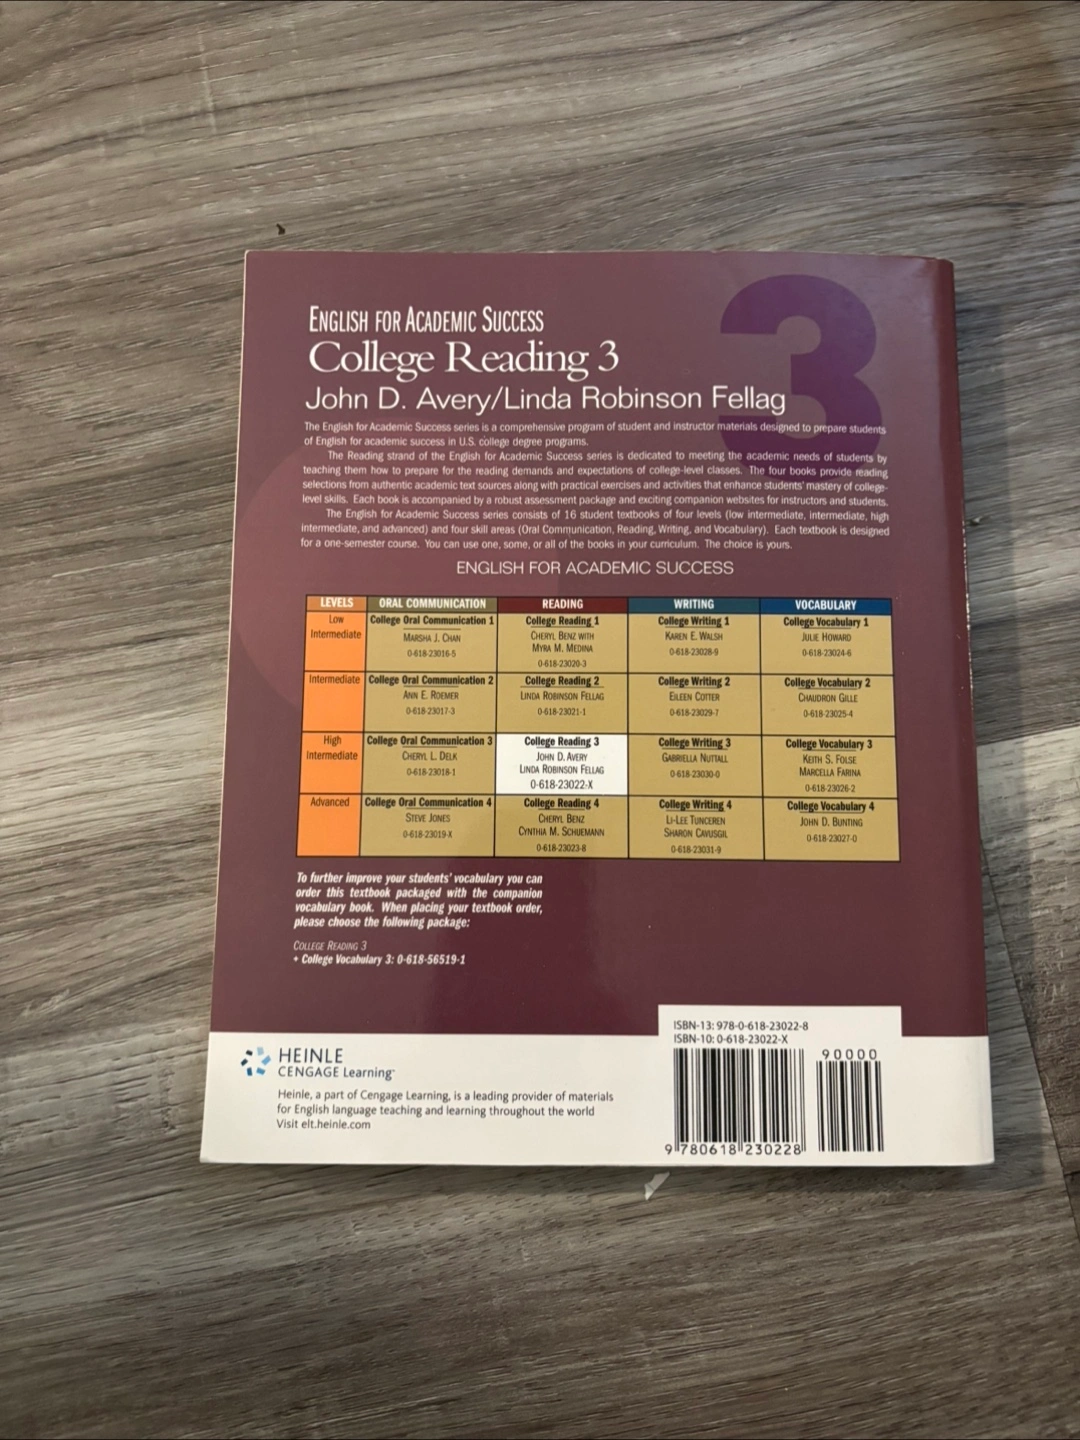 3
ENGLISH FOR ACADEMIC SUCCESS
College Reading 3
John D. Avery/Linda Robinson Fellag
The English for Academic Success series is a comprehensive program of student and instructor materials designed to prepare students
of English for academic success in U.S. college degree programs.
The Reading strand of the English for Academic Success series is dedicated to meeting the academic needs of students by
teaching them how to prepare for the reading demands and expectations of college-level classes. The four books provide reading
selections from authentic academic text sources along with practical exercises and activities that enhance students' mastery of college-
level skills. Each book is accompanied by a robust assessment package and exciting companion websites for instructors and students.
The English for Academic Success series consists of 16 student textbooks of four levels (low intermediate, intermediate, high
intermediate, and advanced) and four skill areas (Oral Communication, Reading, Writing, and Vocabulary). Each textbook is designed
for a one-semester course. You can use one, some, or all of the books in your curriculum. The choice is yours.
ENGLISH FOR ACADEMIC SUCCESS
LEVELS ORAL COMMUNICATION READING WRITING VOCABULARY
Low
Intermediate
College Oral Communication 1
MARSHA J. CHAN
0-618-23016-5
College Reading 1
CHERYL BENZ WITH
MYRA M. MEDINA
0-618-23020-3
College Writing 1
KAREN E. WALSH
0-618-23028-9
College Vocabulary 1
JULIE HOWARD
0-618-23024-6
Intermediate
College Oral Communication 2
ANN E. ROEMER
0-618-23017-3
College Reading 2
LINDA ROBINSON FELLAG
0-618-23021-1
College Writing 2
EILEEN COTTER
0-618-23029-7
College Vocabulary 2
CHAUDRON GILLE
0-618-23025-4
High
Intermediate
College Oral Communication 3
CHERYL L. DELK
0-618-23018-1
College Reading 3
JOHN D. AVERY
LINDA ROBINSON FELLAG
0-618-23022-X
College Writing 3
GABRIELLA NUTTALL
0-618-23030-0
College Vocabulary 3
KEITH S. FOLSE
MARCELLA FARINA
0-618-23026-2
Advanced
College Oral Communication 4
STEVE JONES
0-618-23019-X
College Reading 4
CHERYL BENZ
CYNTHIA M. SCHUEMANN
0-618-23023-8
College Writing 4
LI-LEE TUNCEREN
SHARON CAVUSGIL
0-618-23031-9
College Vocabulary 4
JOHN D. BUNTING
0-618-23027-0
To further improve your students' vocabulary you can
order this textbook packaged with the companion
vocabulary book. When placing your textbook order,
please choose the following package:
COLLEGE READING 3
• College Vocabulary 3: 0-618-56519-1
HEINLE
CENGAGE Learning™
Heinle, a part of Cengage Learning, is a leading provider of materials
for English language teaching and learning throughout the world
Visit elt.heinle.com
ISBN-13: 978-0-618-23022-8
ISBN-10: 0-618-23022-X
90000
9 780618 230228